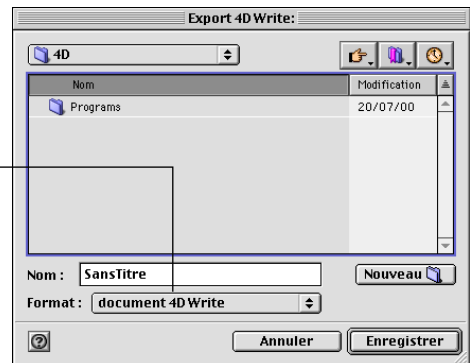 Export 4D Write:
4D
Nom Modification
Programs 20/07/00
Nom : SansTitre
Nouveau
Format : document 4D Write
? Annuler Enregistrer